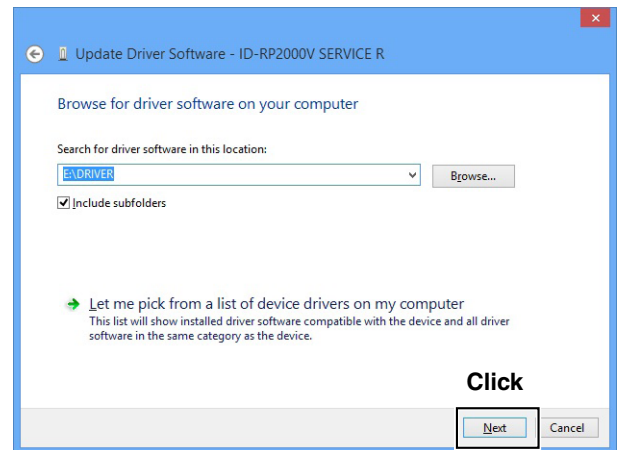 Update Driver Software - ID-RP2000V SERVICE R
Browse for driver software on your computer
Search for driver software in this location:
E:\DRIVER
Browse...
Include subfolders
Let me pick from a list of device drivers on my computer
This list will show installed driver software compatible with the device and all driver
software in the same category as the device.
Click
Next
Cancel